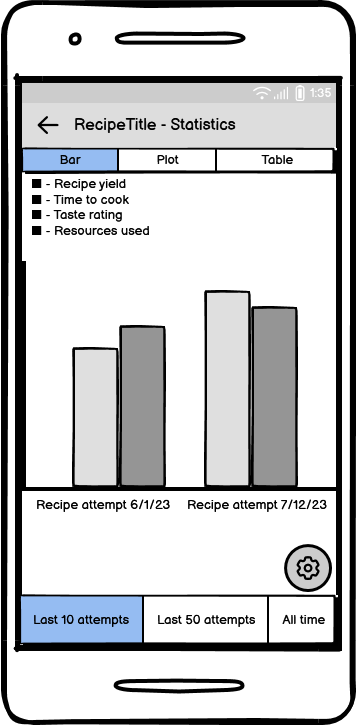 1:35
RecipeTitle - Statistics
Bar Plot Table
- Recipe yield
- Time to cook
- Taste rating
- Resources used
Recipe attempt 6/1/23 Recipe attempt 7/12/23
Last 10 attempts Last 50 attempts All time